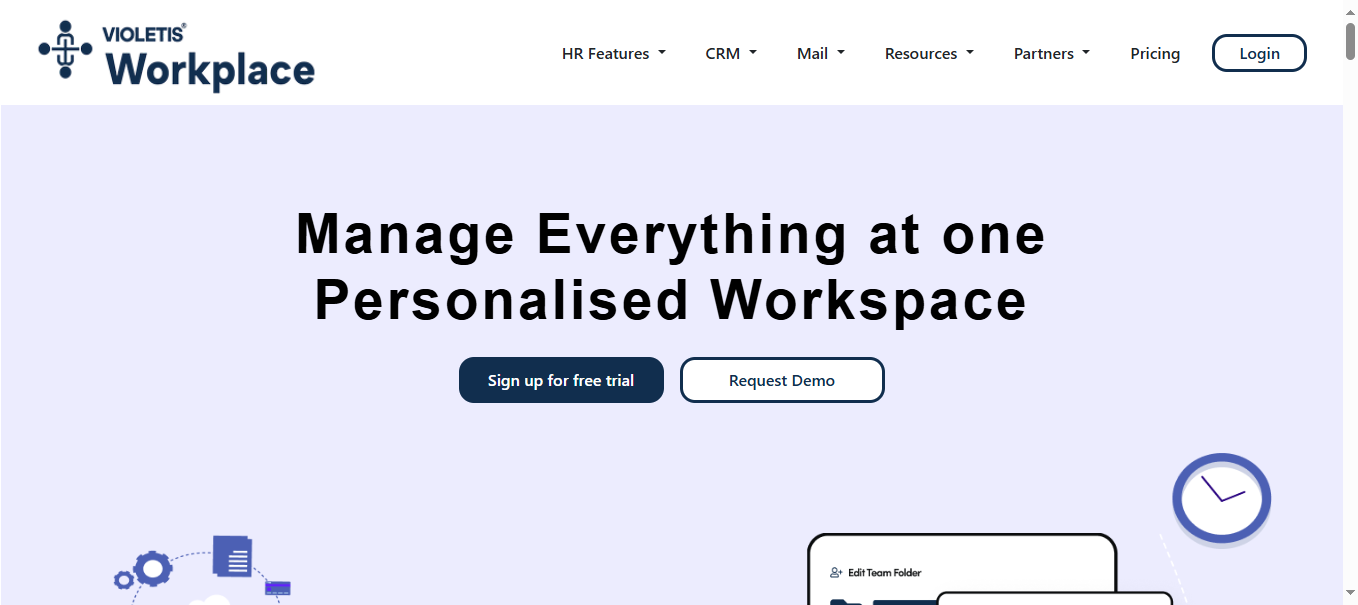 VIOLETIS®
Workplace
HR Features
CRM
Mail
Resources
Partners
Pricing
Login
Manage Everything at one
Personalised Workspace
Sign up for free trial
Request Demo
Edit Team Folder